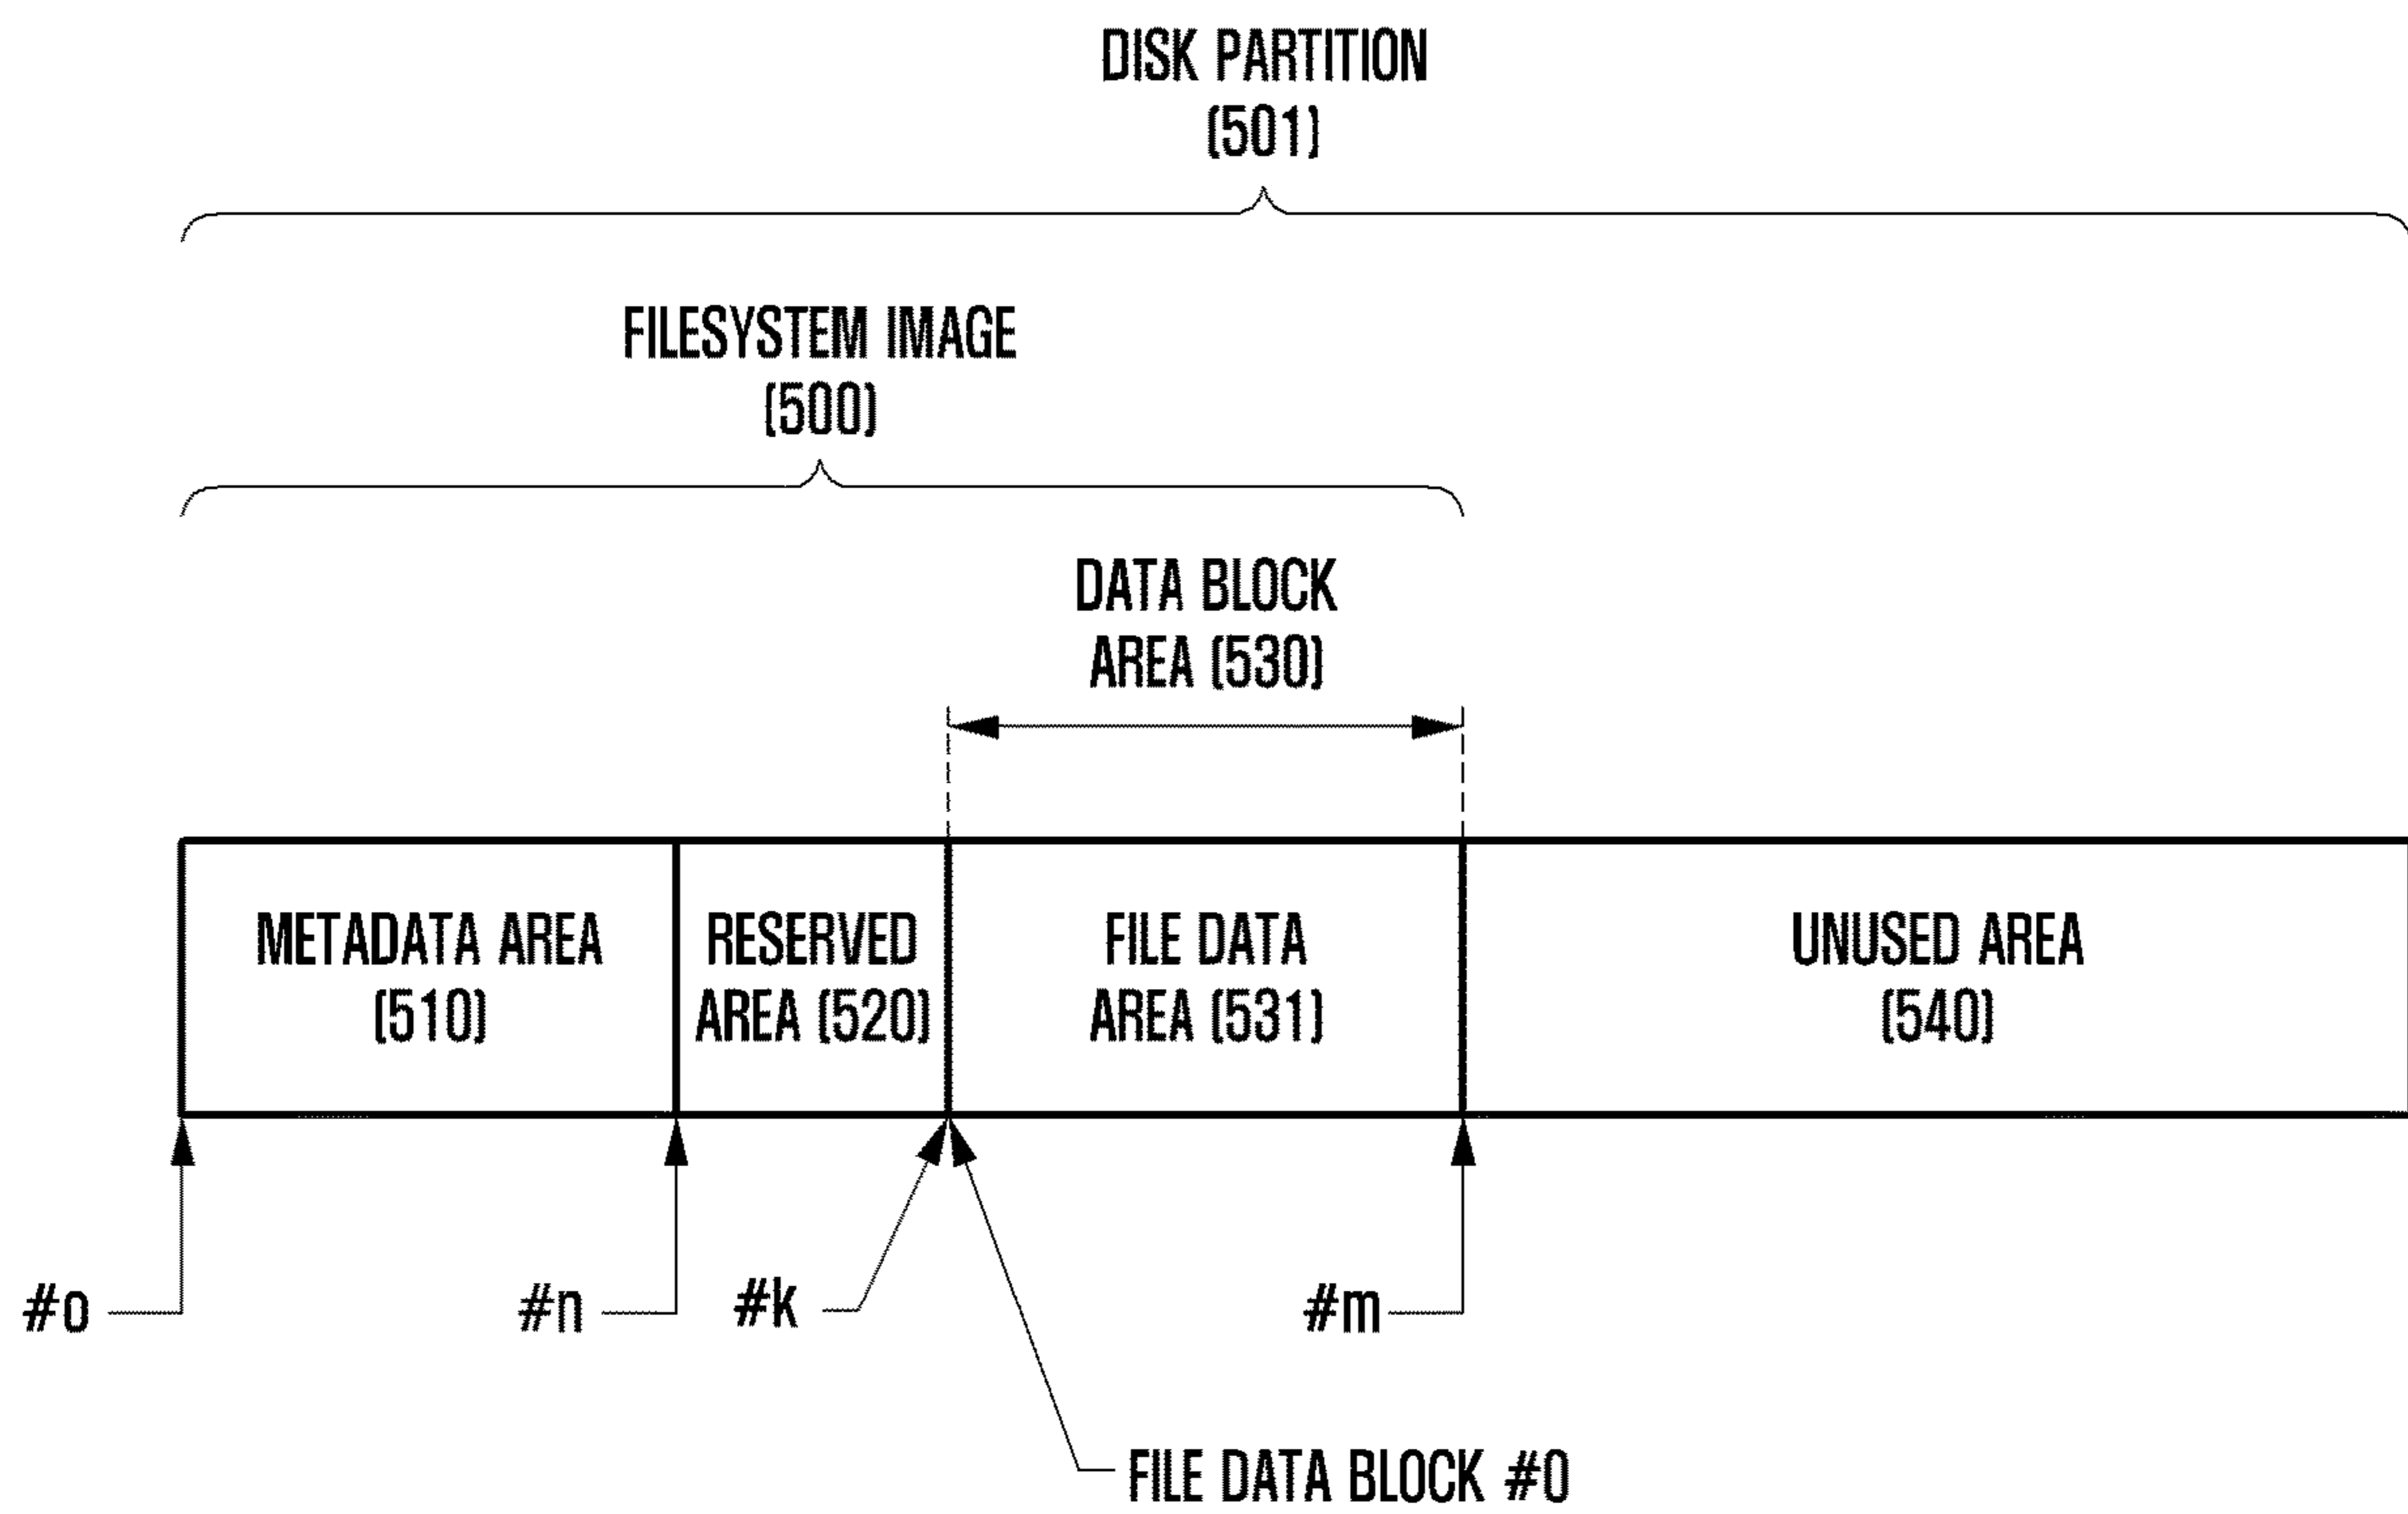 DISK PARTITION
(501)
FILESYSTEM IMAGE
(500)
DATA BLOCK
AREA (530)
METADATA AREA
(510)
RESERVED
AREA (520)
FILE DATA
AREA (531)
UNUSED AREA
(540)
#o
#n
#k
#m
FILE DATA BLOCK #0